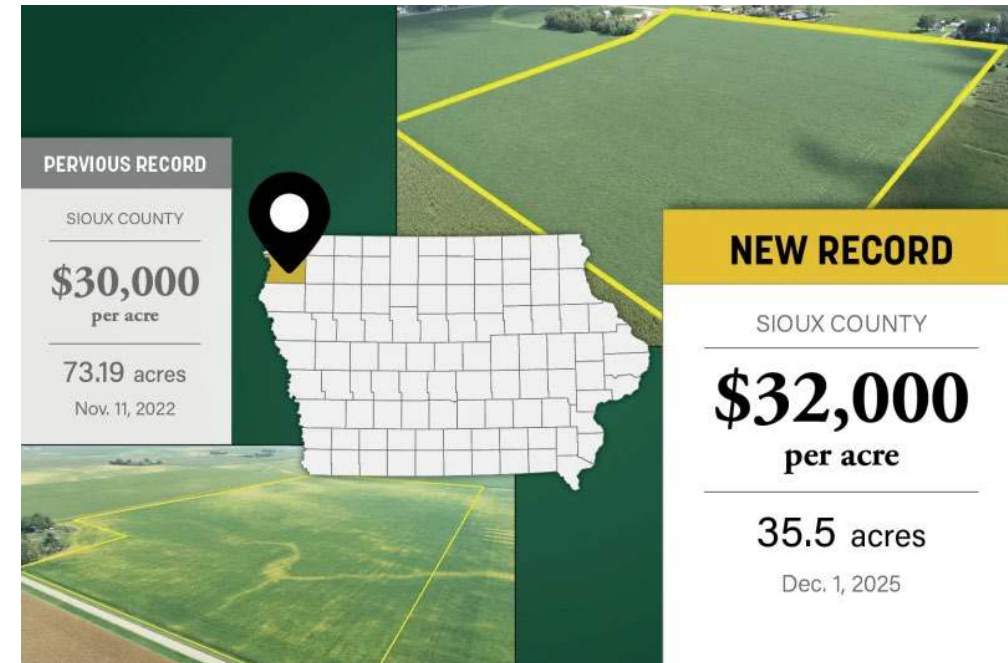 PERVIOUS RECORD
SIOUX COUNTY
$30,000
per acre
73.19 acres
Nov. 11, 2022
NEW RECORD
SIOUX COUNTY
$32,000
per acre
35.5 acres
Dec. 1, 2025